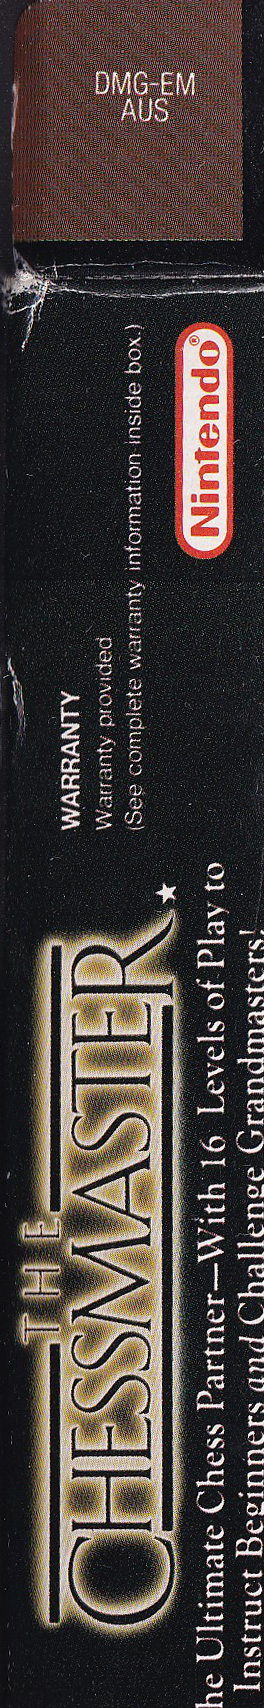 DMG-EM
AUS
Nintendo®
WARRANTY
Warranty provided
(See complete warranty information inside box.)
THE
CHESSMASTER
Ultimate Chess Partner—With 16 Levels of Play to
Instruct Beginners and Challenge Grandmasters!